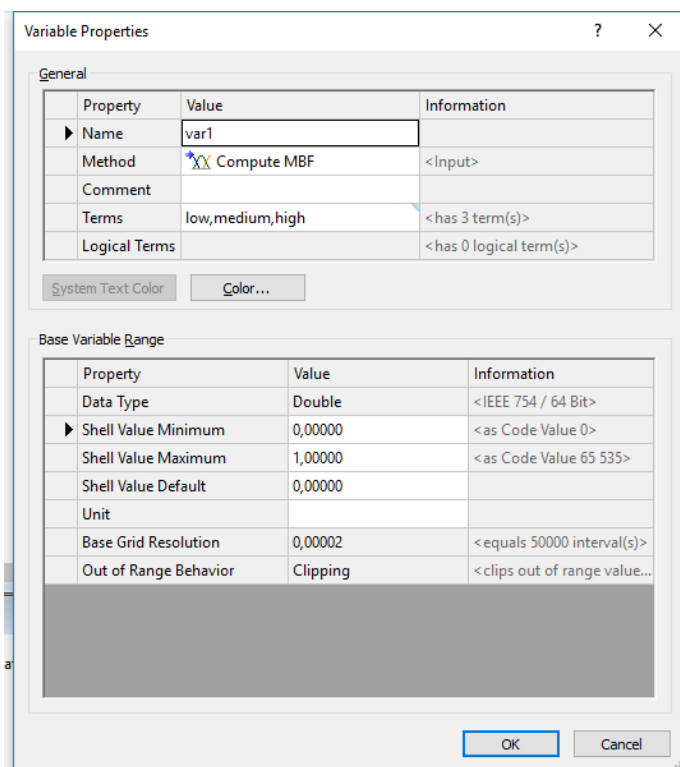 Variable Properties ? ×
General
Property Value Information
Name var1
Method Compute MBF <Input>
Comment
Terms low,medium,high <has 3 term(s)>
Logical Terms <has 0 logical term(s)>
System Text Color Color...
Base Variable Range
Property Value Information
Data Type Double <IEEE 754 / 64 Bit>
Shell Value Minimum 0,00000 <as Code Value 0>
Shell Value Maximum 1,00000 <as Code Value 65 535>
Shell Value Default 0,00000
Unit
Base Grid Resolution 0,00002 <equals 50000 interval(s)>
Out of Range Behavior Clipping <clips out of range value...
OK Cancel